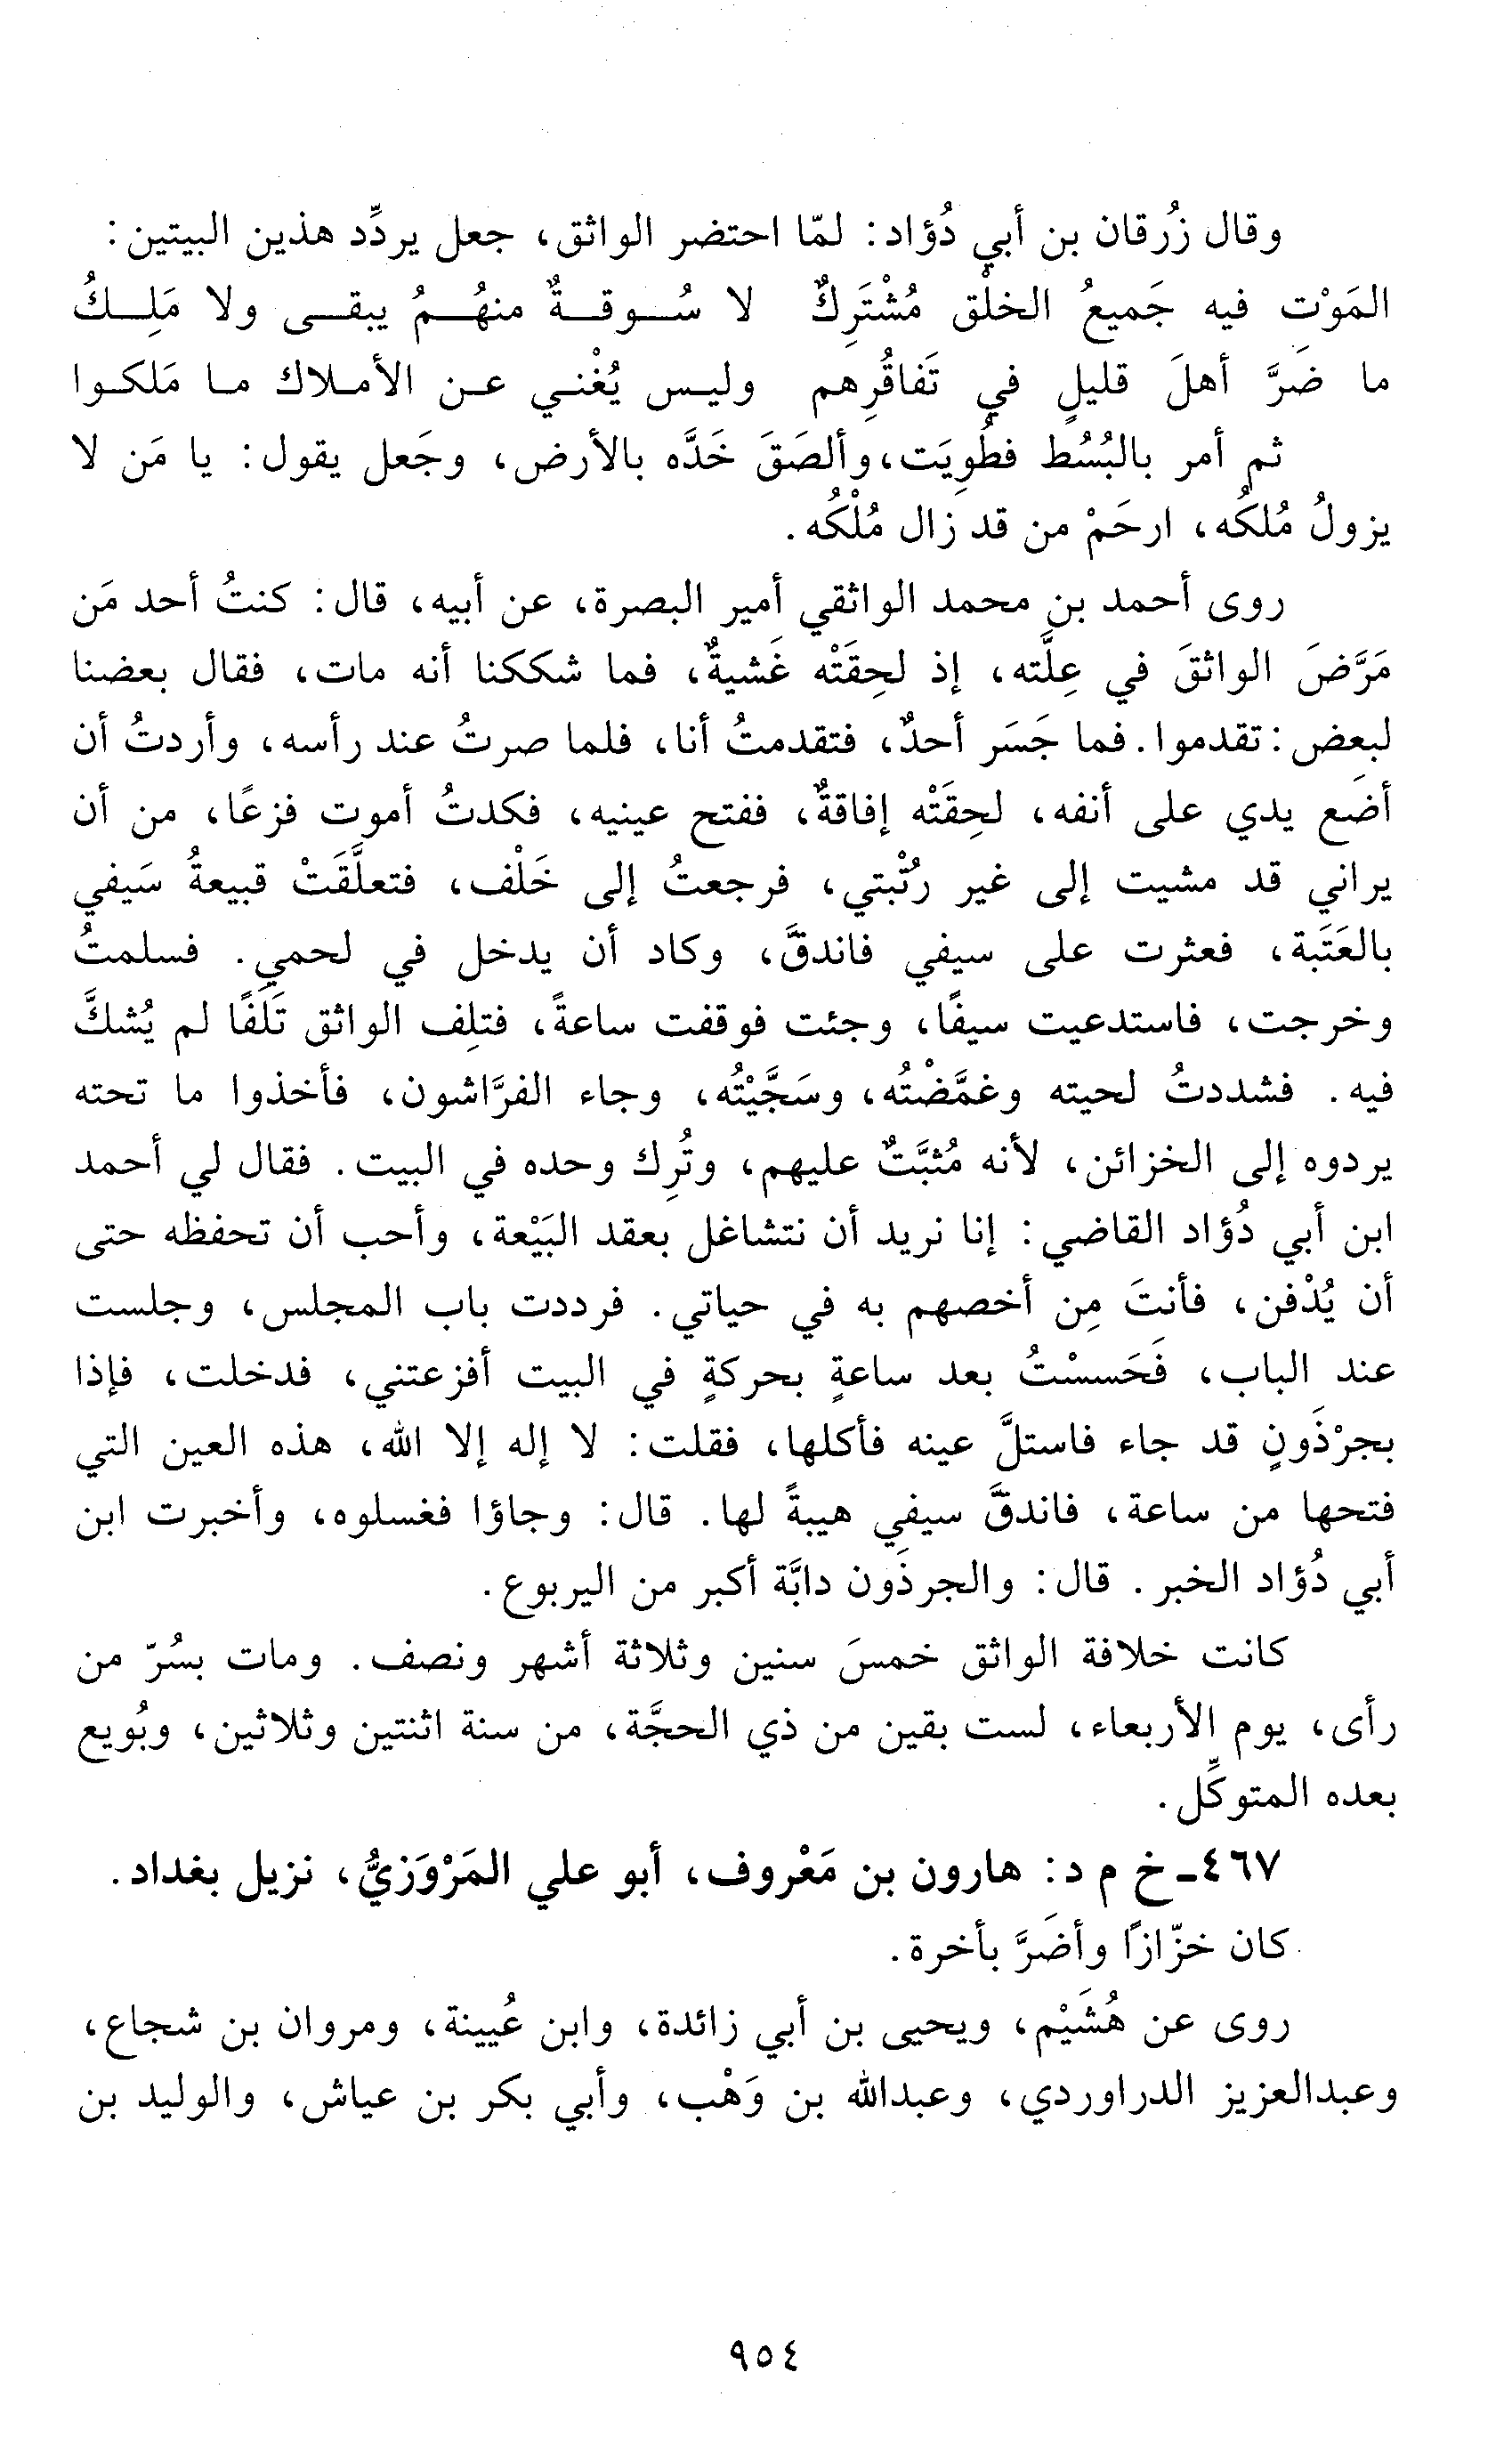 وقال زُرقان بن أبي دُؤاد: لمّا احتضر الواثق، جعل يردِّد هذين البيتين:
المَوْت فيه جَميعُ الخلْق مُشْتَرِكٌ لا سُوقةٌ منهُمُ يبقى ولا مَلِكُ
ما ضَرَّ أهلَ قليلٍ في تَفاقُرِهم وليس يُغْني عن الأملاك ما مَلكوا
ثم أمر بالبُسُط فطُوِيَت، وألصَقَ خَدَّه بالأرض، وجَعل يقول: يا مَن لا
يزولُ مُلكُه، ارحَمْ من قد زال مُلْكُه.
روى أحمد بن محمد الواثقي أمير البصرة، عن أبيه، قال: كنتُ أحد مَن
مَرَّضَ الواثقَ في عِلَّته، إذ لحِقَتْه غَشيةٌ، فما شككنا أنه مات، فقال بعضنا
لبعض: تقدموا. فما جَسَر أحدٌ، فتقدمتُ أنا، فلما صرتُ عند رأسه، وأردتُ أن
أضَع يدي على أنفه، لحِقَتْه إفاقةٌ، ففتح عينيه، فكدتُ أموت فزعًا، من أن
يراني قد مشيت إلى غير رُتْبتي، فرجعتُ إلى خَلْف، فتعلَّقَتْ قبيعةُ سَيفي
بالعَتَبة، فعثرت على سيفي فاندقَّ، وكاد أن يدخل في لحمي. فسلمتُ
وخرجت، فاستدعيت سيفًا، وجئت فوقفت ساعةً، فتلِف الواثق تَلَفًا لم يُشكَّ
فيه. فشددتُ لحيته وغمَّضْتُه، وسَجَّيْتُه، وجاء الفرَّاشون، فأخذوا ما تحته
يردوه إلى الخزائن، لأنه مُثبَّتٌ عليهم، وتُرِك وحده في البيت. فقال لي أحمد
ابن أبي دُؤاد القاضي: إنا نريد أن نتشاغل بعقد البَيْعة، وأحب أن تحفظه حتى
أن يُدْفن، فأنتَ مِن أخصهم به في حياتي. فرددت باب المجلس، وجلست
عند الباب، فَحَسسْتُ بعد ساعةٍ بحركةٍ في البيت أفزعتني، فدخلت، فإذا
بجرْذَونٍ قد جاء فاستلَّ عينه فأكلها، فقلت: لا إله إلا الله، هذه العين التي
فتحها من ساعة، فاندقَّ سيفي هيبةً لها. قال: وجاؤا فغسلوه، وأخبرت ابن
أبي دُؤاد الخبر. قال: والجرذَون دابَّة أكبر من اليربوع.
كانت خلافة الواثق خمسَ سنين وثلاثة أشهر ونصف. ومات بسُرّ من
رأى، يوم الأربعاء، لست بقين من ذي الحجَّة، من سنة اثنتين وثلاثين، وبُويع
بعده المتوكِّل.
٤٦٧ـ خ م د: هارون بن مَعْروف، أبو علي المَرْوَزيُّ، نزيل بغداد.
كان خزّازًا وأضَرَّ بأخرة.
روى عن هُشَيْم، ويحيى بن أبي زائدة، وابن عُيينة، ومروان بن شجاع،
وعبدالعزيز الدراوردي، وعبدالله بن وَهْب، وأبي بكر بن عياش، والوليد بن
٩٥٤